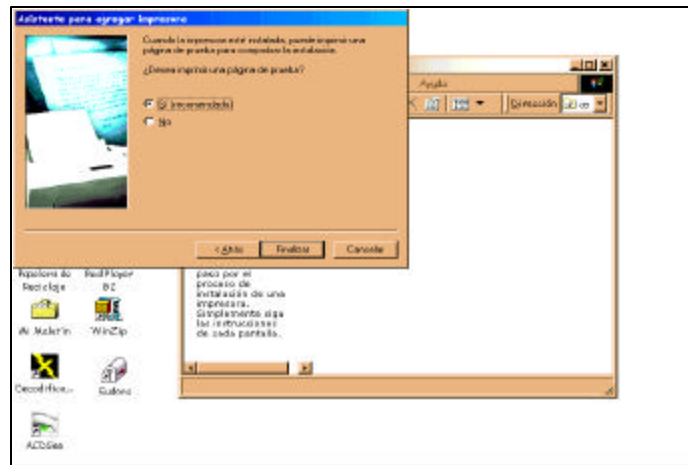 Asistente para agregar impresora
Cuando la impresora esté instalada, puede imprimir una
página de prueba para comprobar la instalación.
¿Desea imprimir una página de prueba?
Sí (recomendado)
No
< Atrás
Finalizar
Cancelar
Ayuda
Dirección
Papelera de
Reciclaje
RealPlayer
paso por el
proceso de
instalación de una
impresora.
Simplemente siga
las instrucciones
de cada pantalla.
Mi Maletín
WinZip
Decodifica...
Eudora
ACDSee